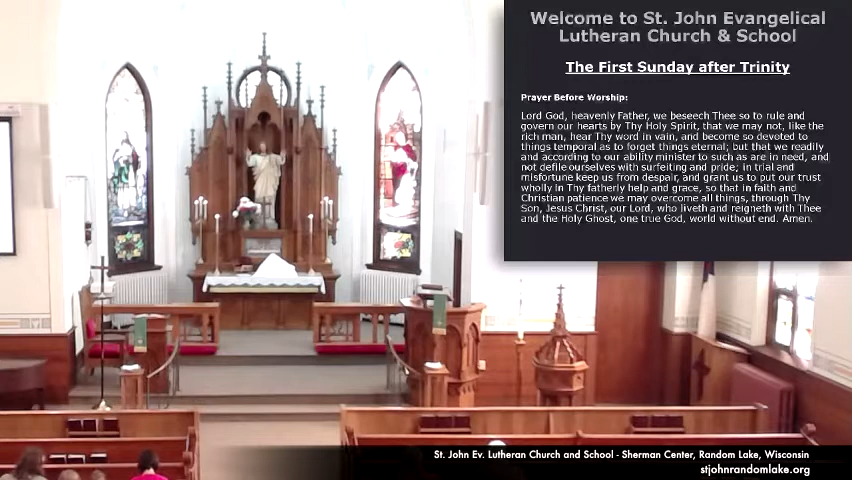 Welcome to St. John Evangelical
Lutheran Church & School
The First Sunday after Trinity
Prayer Before Worship:
Lord God, heavenly Father, we beseech Thee so to rule and
govern our hearts by Thy Holy Spirit, that we may not, like the
rich man, hear Thy word in vain, and become so devoted to
things temporal as to forget things eternal; but that we readily
and according to our ability minister to such as are in need, and
not defile ourselves with surfeiting and pride; in trial and
misfortune keep us from despair, and grant us to put our trust
wholly in Thy fatherly help and grace, so that in faith and
Christian patience we may overcome all things, through Thy
Son, Jesus Christ, our Lord, who liveth and reigneth with Thee
and the Holy Ghost, one true God, world without end. Amen.
St. John Ev. Lutheran Church and School - Sherman Center, Random Lake, Wisconsin
stjohnrandomlake.org